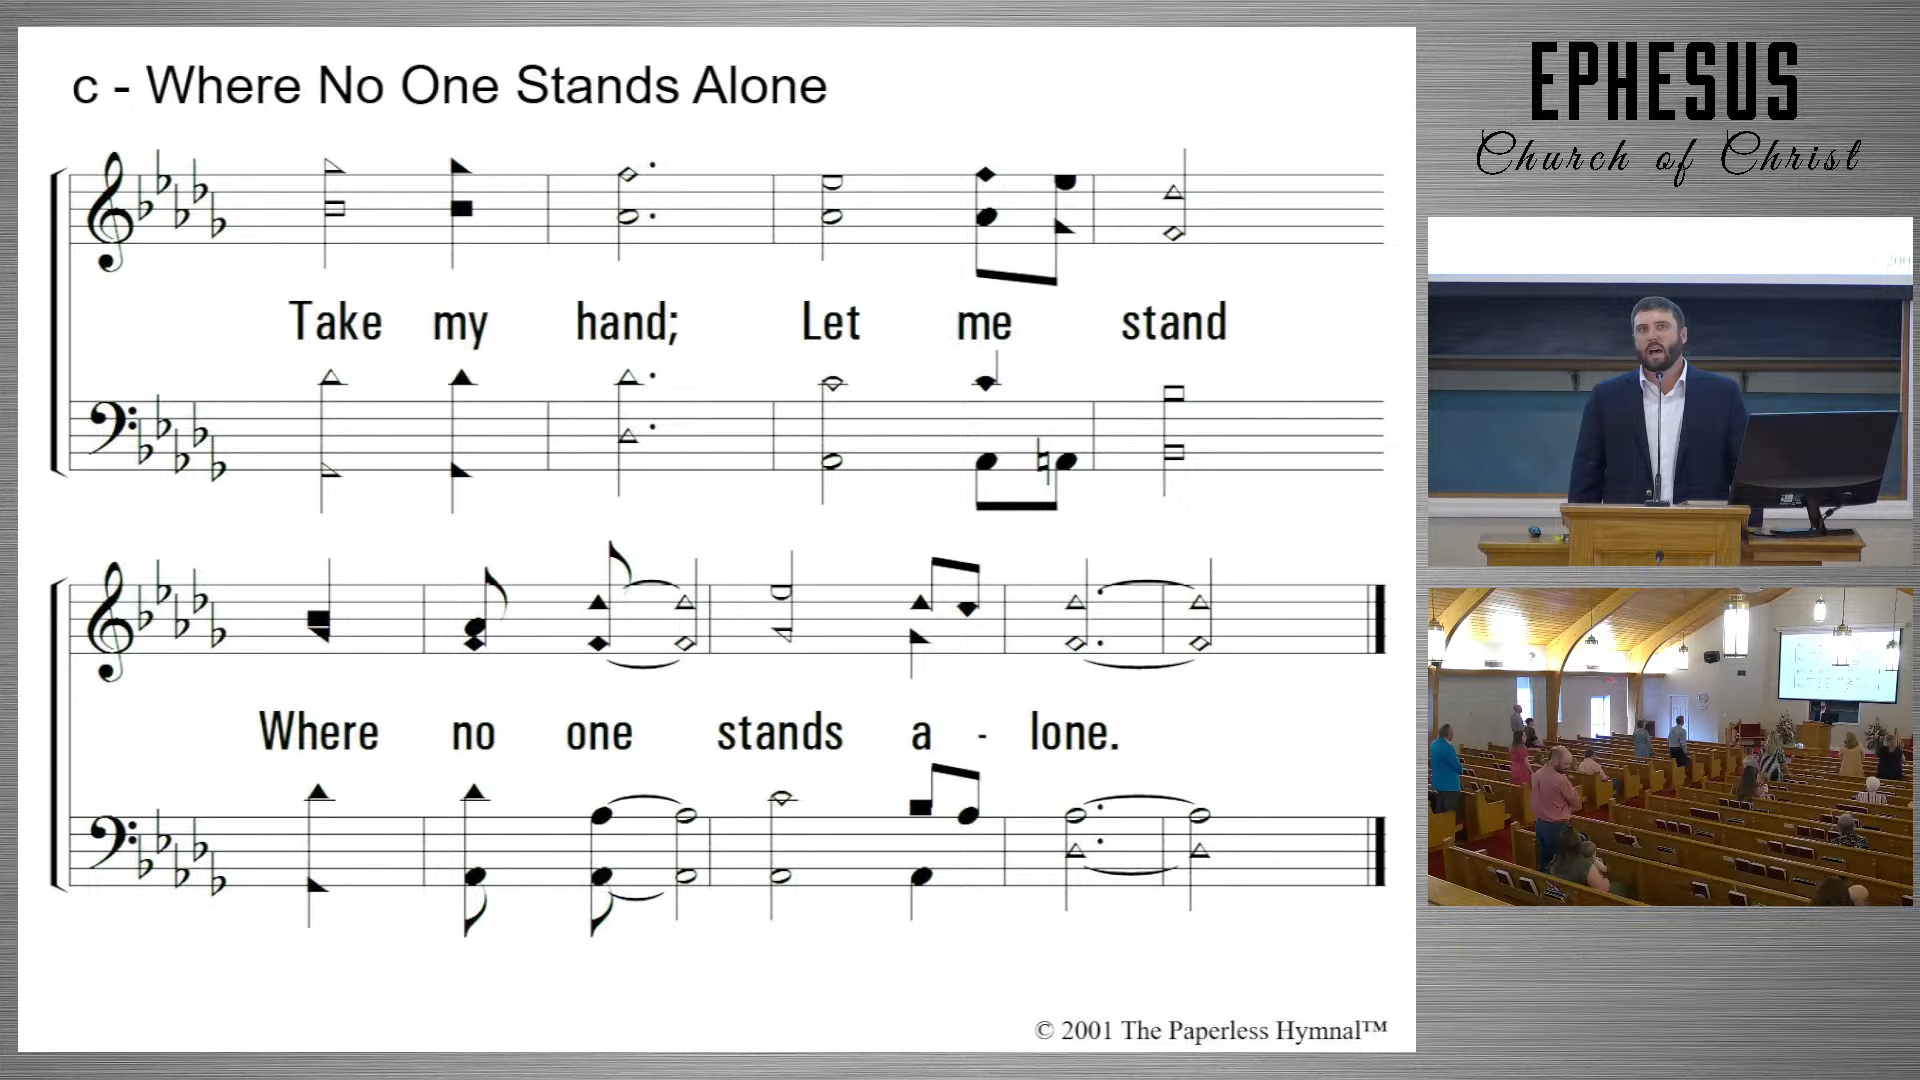 c - Where No One Stands Alone
Take my hand; Let me stand
Where no one stands a - lone.
© 2001 The Paperless Hymnal™
EPHESUS
Church of Christ